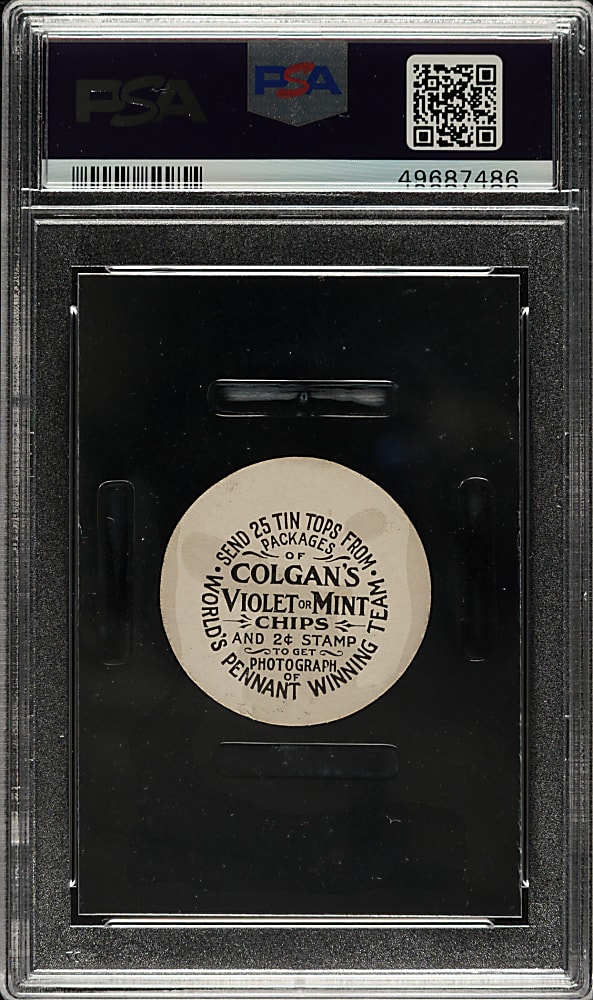 PSA
PSA
49687486
• SEND 25 TIN TOPS FROM •
PACKAGES
OF
COLGAN'S
VIOLET OR MINT
CHIPS
AND 2¢ STAMP
TO GET
PHOTOGRAPH
OF
WORLD'S PENNANT WINNING TEAM